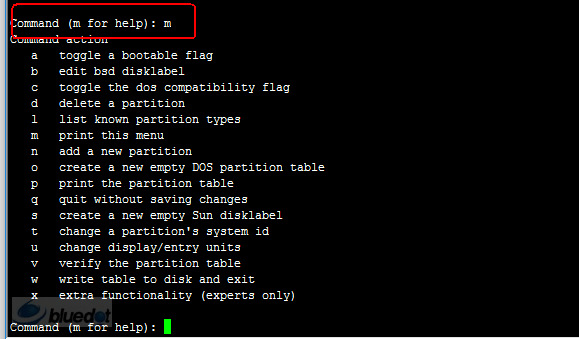 Command (m for help): m
Command action
a toggle a bootable flag
b edit bsd disklabel
c toggle the dos compatibility flag
d delete a partition
l list known partition types
m print this menu
n add a new partition
o create a new empty DOS partition table
p print the partition table
q quit without saving changes
s create a new empty Sun disklabel
t change a partition's system id
u change display/entry units
v verify the partition table
w write table to disk and exit
x extra functionality (experts only)
bluedot
Command (m for help):